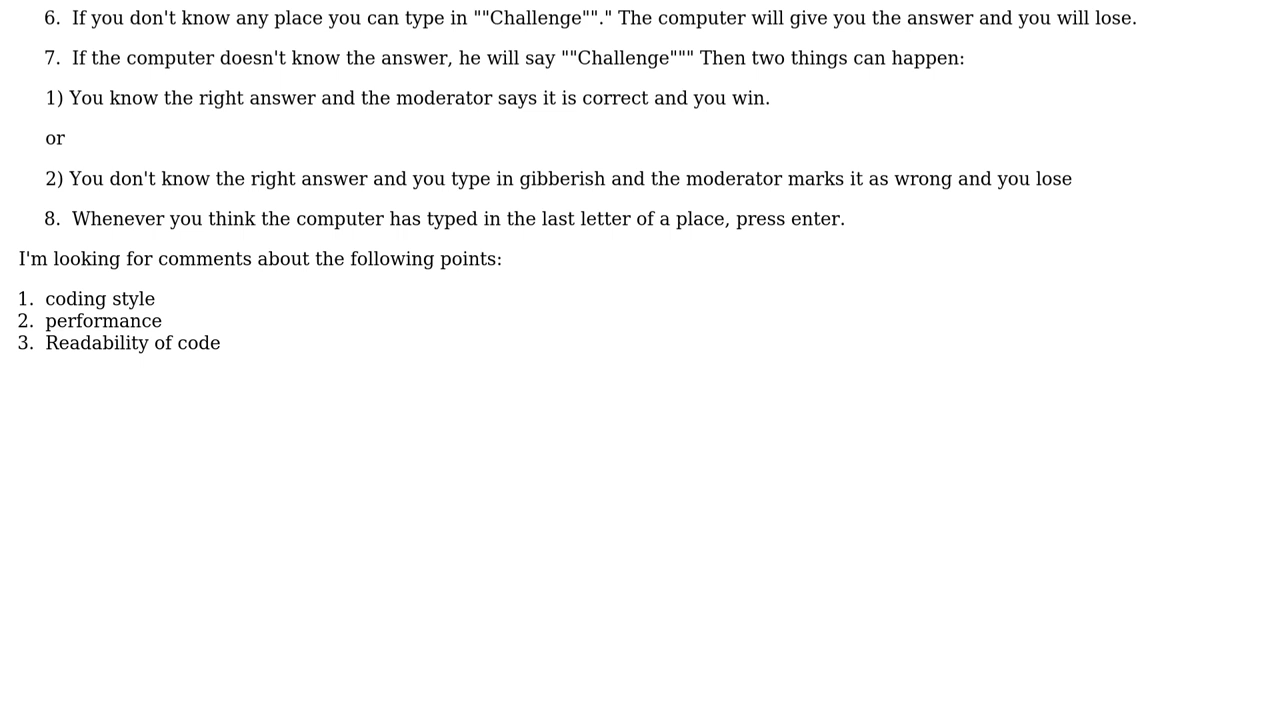 6. If you don't know any place you can type in ""Challenge""." The computer will give you the answer and you will lose.
7. If the computer doesn't know the answer, he will say ""Challenge""" Then two things can happen:
1) You know the right answer and the moderator says it is correct and you win.
or
2) You don't know the right answer and you type in gibberish and the moderator marks it as wrong and you lose
8. Whenever you think the computer has typed in the last letter of a place, press enter.
I'm looking for comments about the following points:
1. coding style
2. performance
3. Readability of code